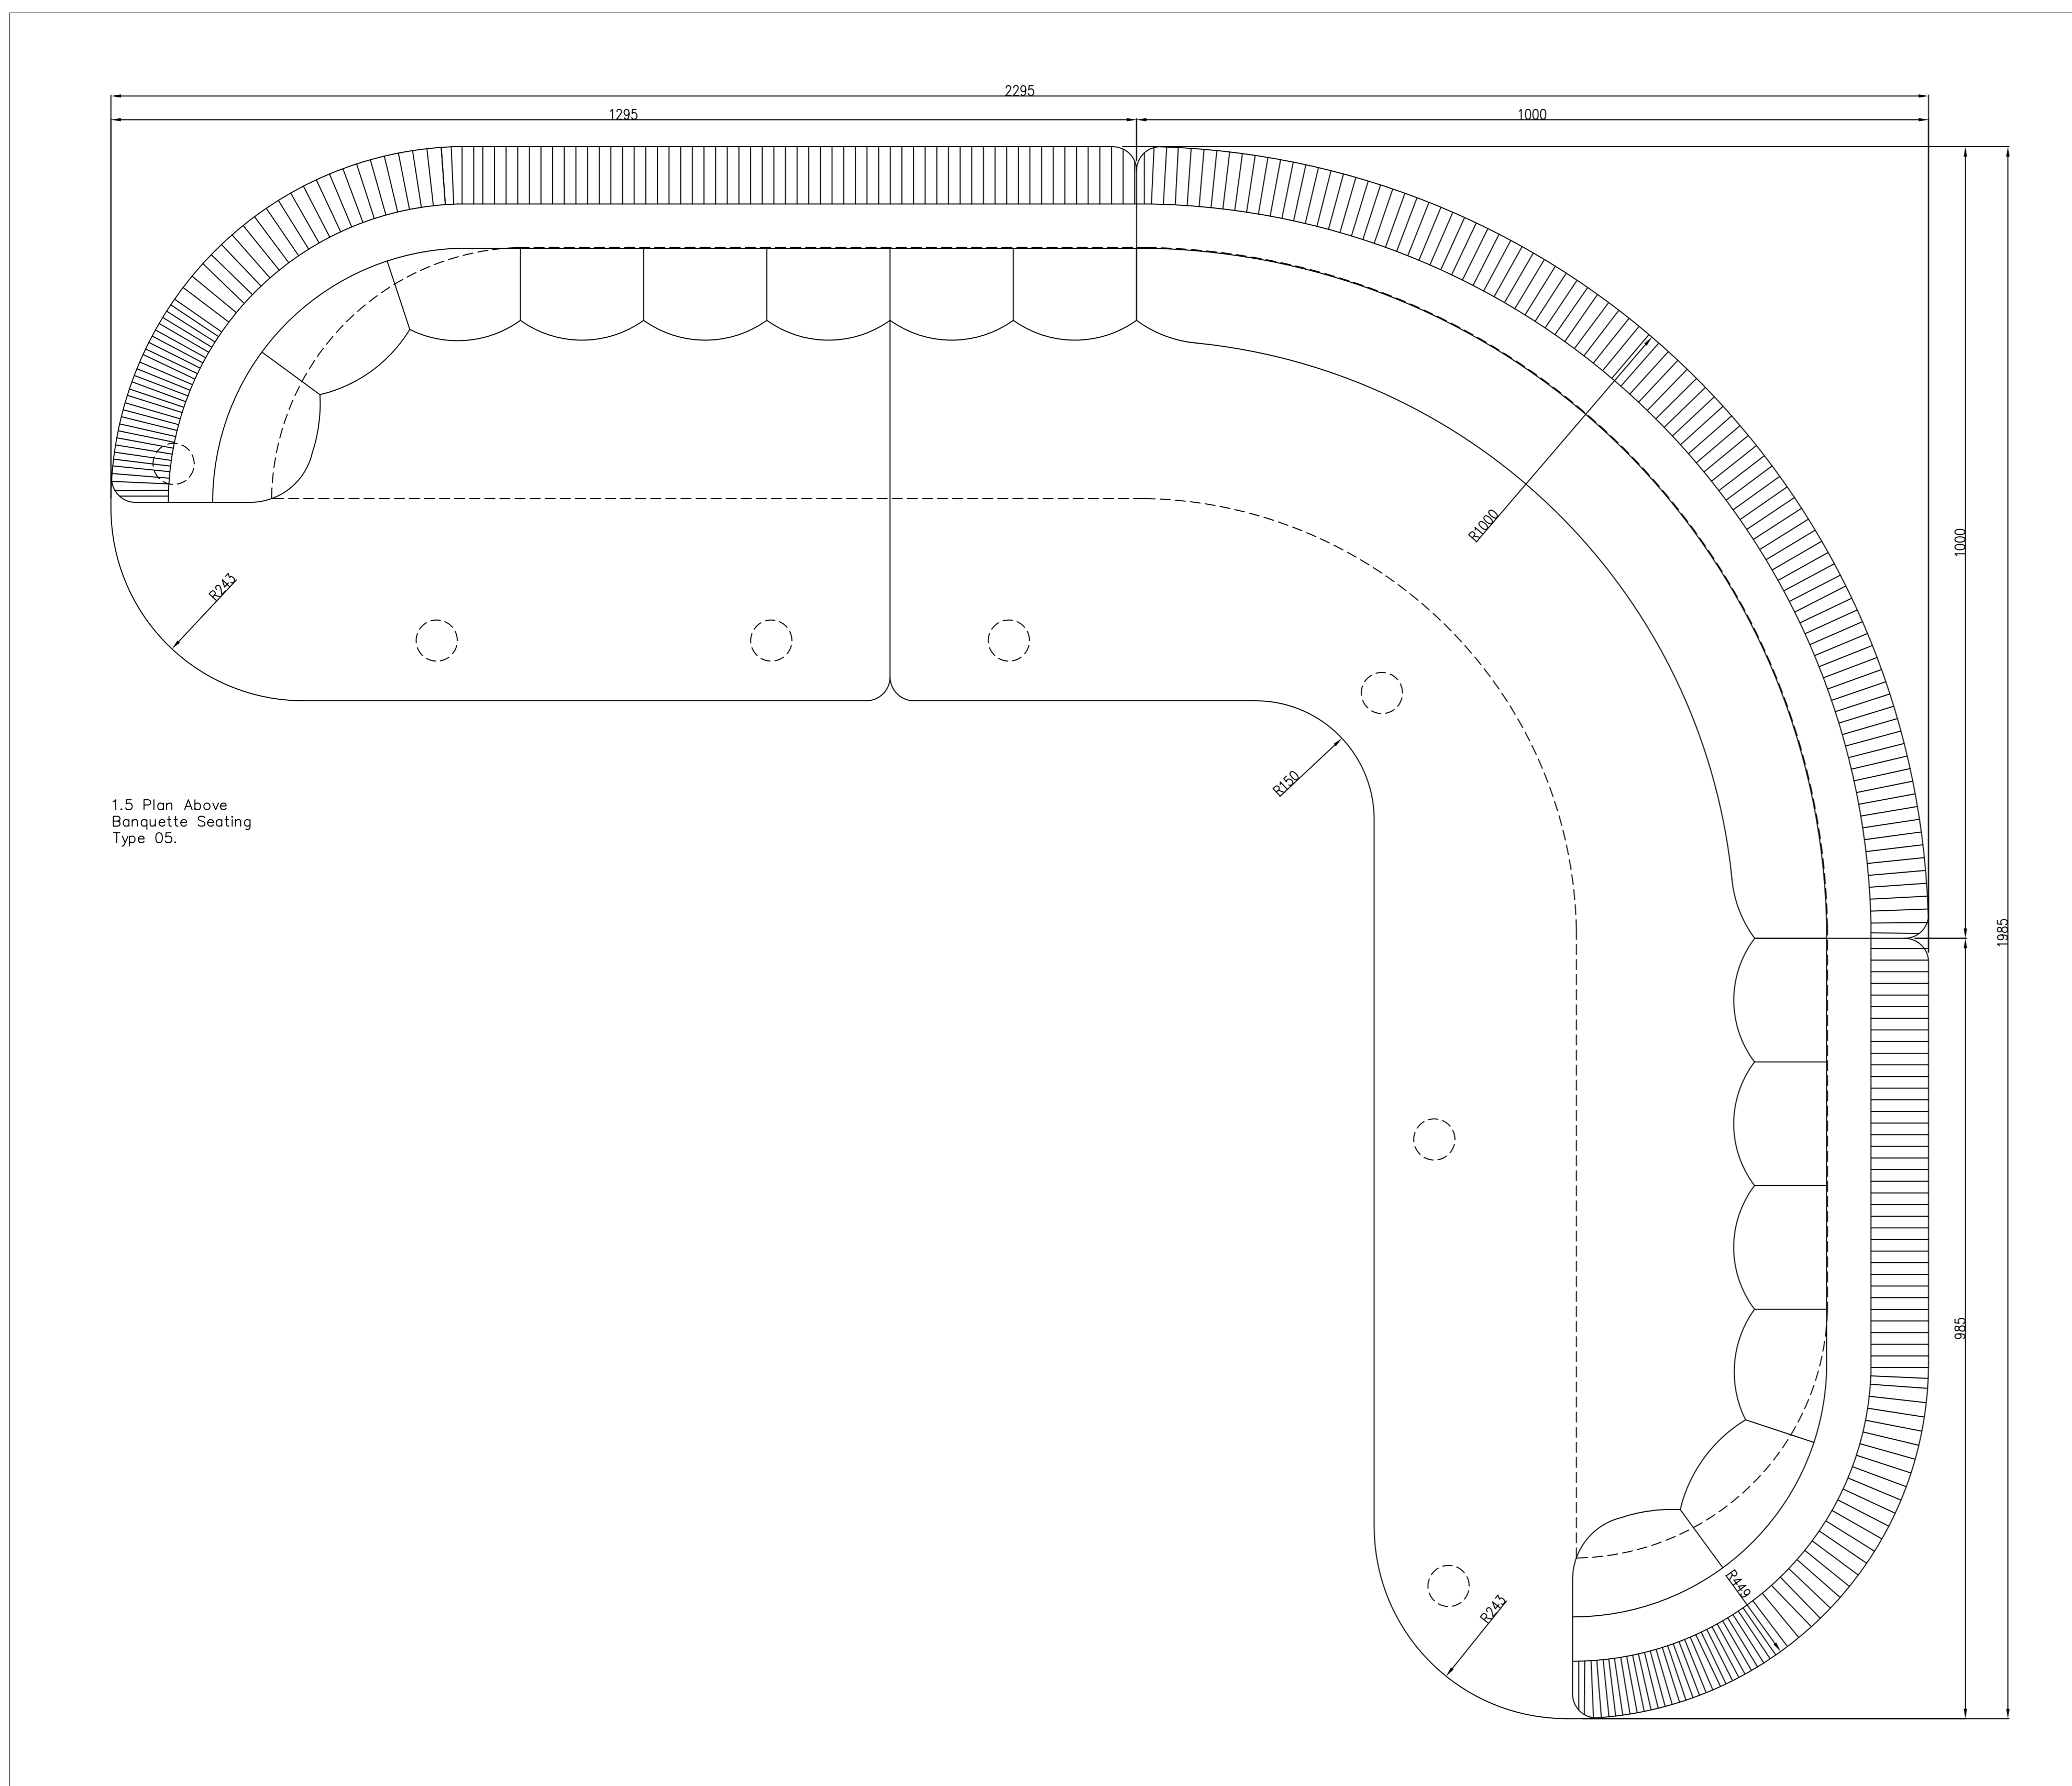 2295
1295
1000
R1000
1000
R243
R150
1.5 Plan Above
Banquette Seating
Type 05.
1985
985
R449
R243